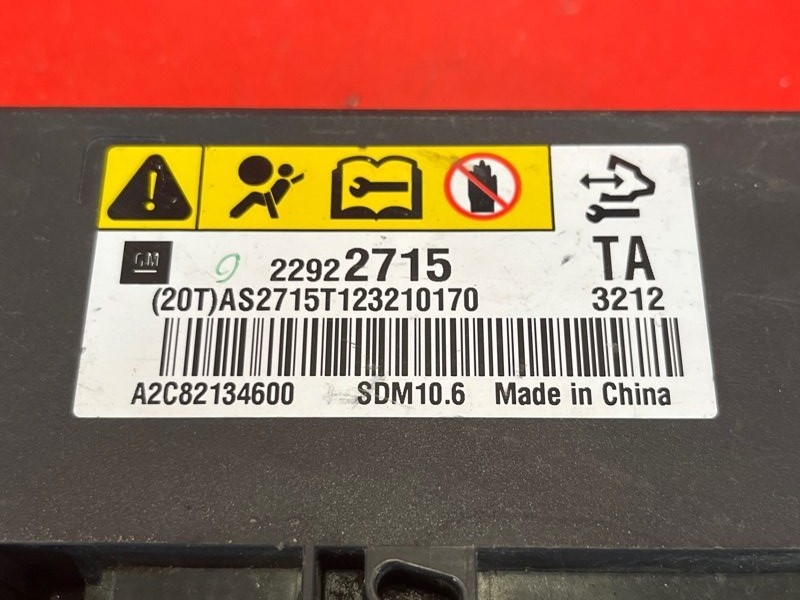 GM 9 22922715 TA
(20T)AS2715T123210170 3212
A2C82134600 SDM10.6 Made in China